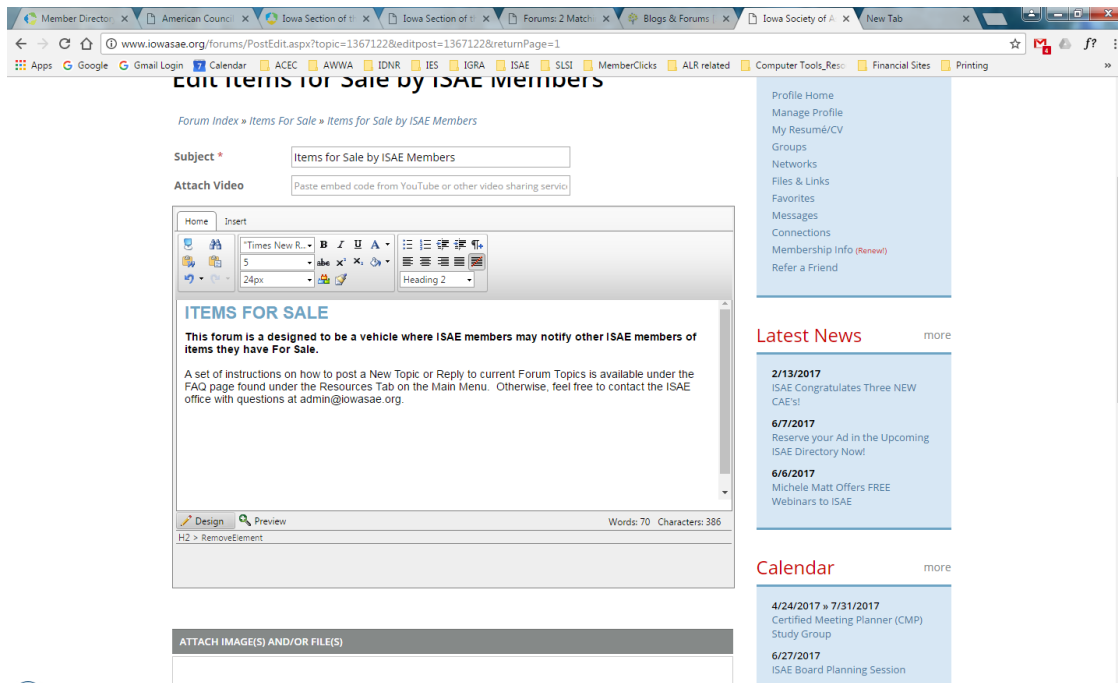 Member Director
American Council
Iowa Section of th
Iowa Section of th
Forums: 2 Match
Blogs & Forums |
Iowa Society of A
New Tab
www.iowasae.org/forums/PostEdit.aspx?topic=1367122&editpost=1367122&returnPage=1
f?
Apps G Google G Gmail Login 7 Calendar ACEC AWWA IDNR IES IGRA ISAE SLSI MemberClicks ALR related Computer Tools_Reso Financial Sites Printing »
Edit Items for Sale by ISAE Members
Forum Index » Items For Sale » Items for Sale by ISAE Members
Subject * Items for Sale by ISAE Members
Attach Video Paste embed code from YouTube or other video sharing servic
Home Insert
"Times New R... B I U A
5 abc x² X₂
24px Heading 2
ITEMS FOR SALE
This forum is a designed to be a vehicle where ISAE members may notify other ISAE members of
items they have For Sale.
A set of instructions on how to post a New Topic or Reply to current Forum Topics is available under the
FAQ page found under the Resources Tab on the Main Menu. Otherwise, feel free to contact the ISAE
office with questions at admin@iowasae.org.
Design Preview Words: 70 Characters: 386
H2 > RemoveElement
ATTACH IMAGE(S) AND/OR FILE(S)
Profile Home
Manage Profile
My Resumé/CV
Groups
Networks
Files & Links
Favorites
Messages
Connections
Membership Info (Renew!)
Refer a Friend
Latest News more
2/13/2017
ISAE Congratulates Three NEW
CAE's!
6/7/2017
Reserve your Ad in the Upcoming
ISAE Directory Now!
6/6/2017
Michele Matt Offers FREE
Webinars to ISAE
Calendar more
4/24/2017 » 7/31/2017
Certified Meeting Planner (CMP)
Study Group
6/27/2017
ISAE Board Planning Session